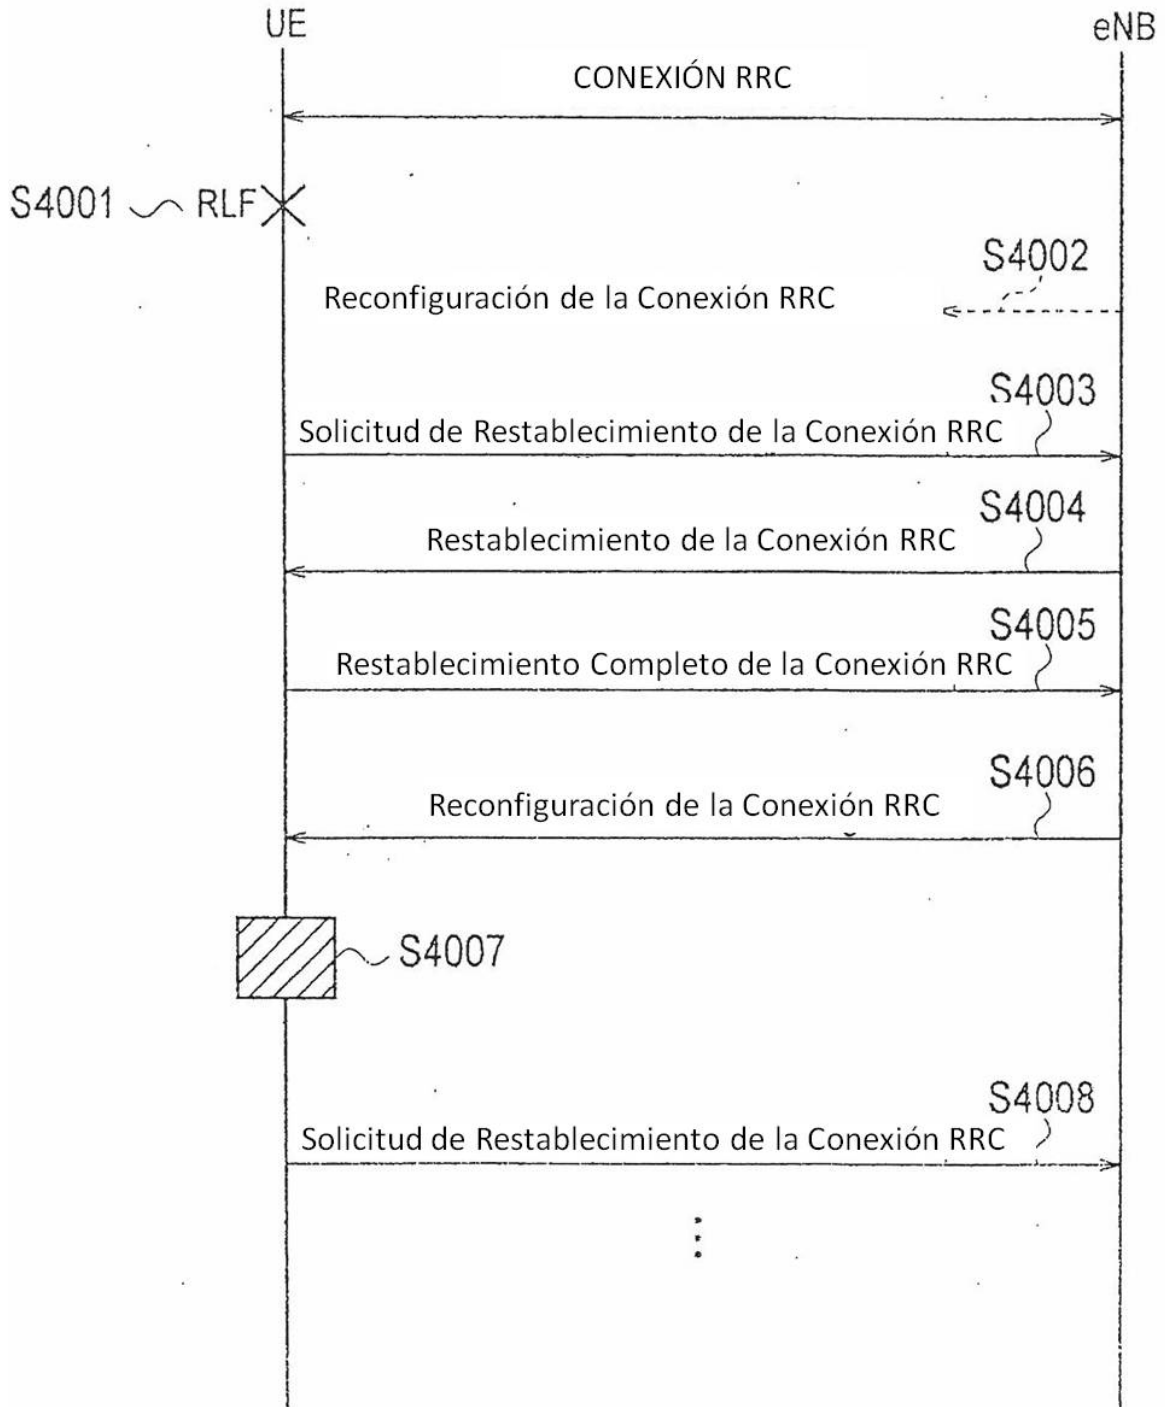 UE
eNB
CONEXIÓN RRC
S4001
RLF
S4002
Reconfiguración de la Conexión RRC
S4003
Solicitud de Restablecimiento de la Conexión RRC
S4004
Restablecimiento de la Conexión RRC
S4005
Restablecimiento Completo de la Conexión RRC
S4006
Reconfiguración de la Conexión RRC
S4007
S4008
Solicitud de Restablecimiento de la Conexión RRC